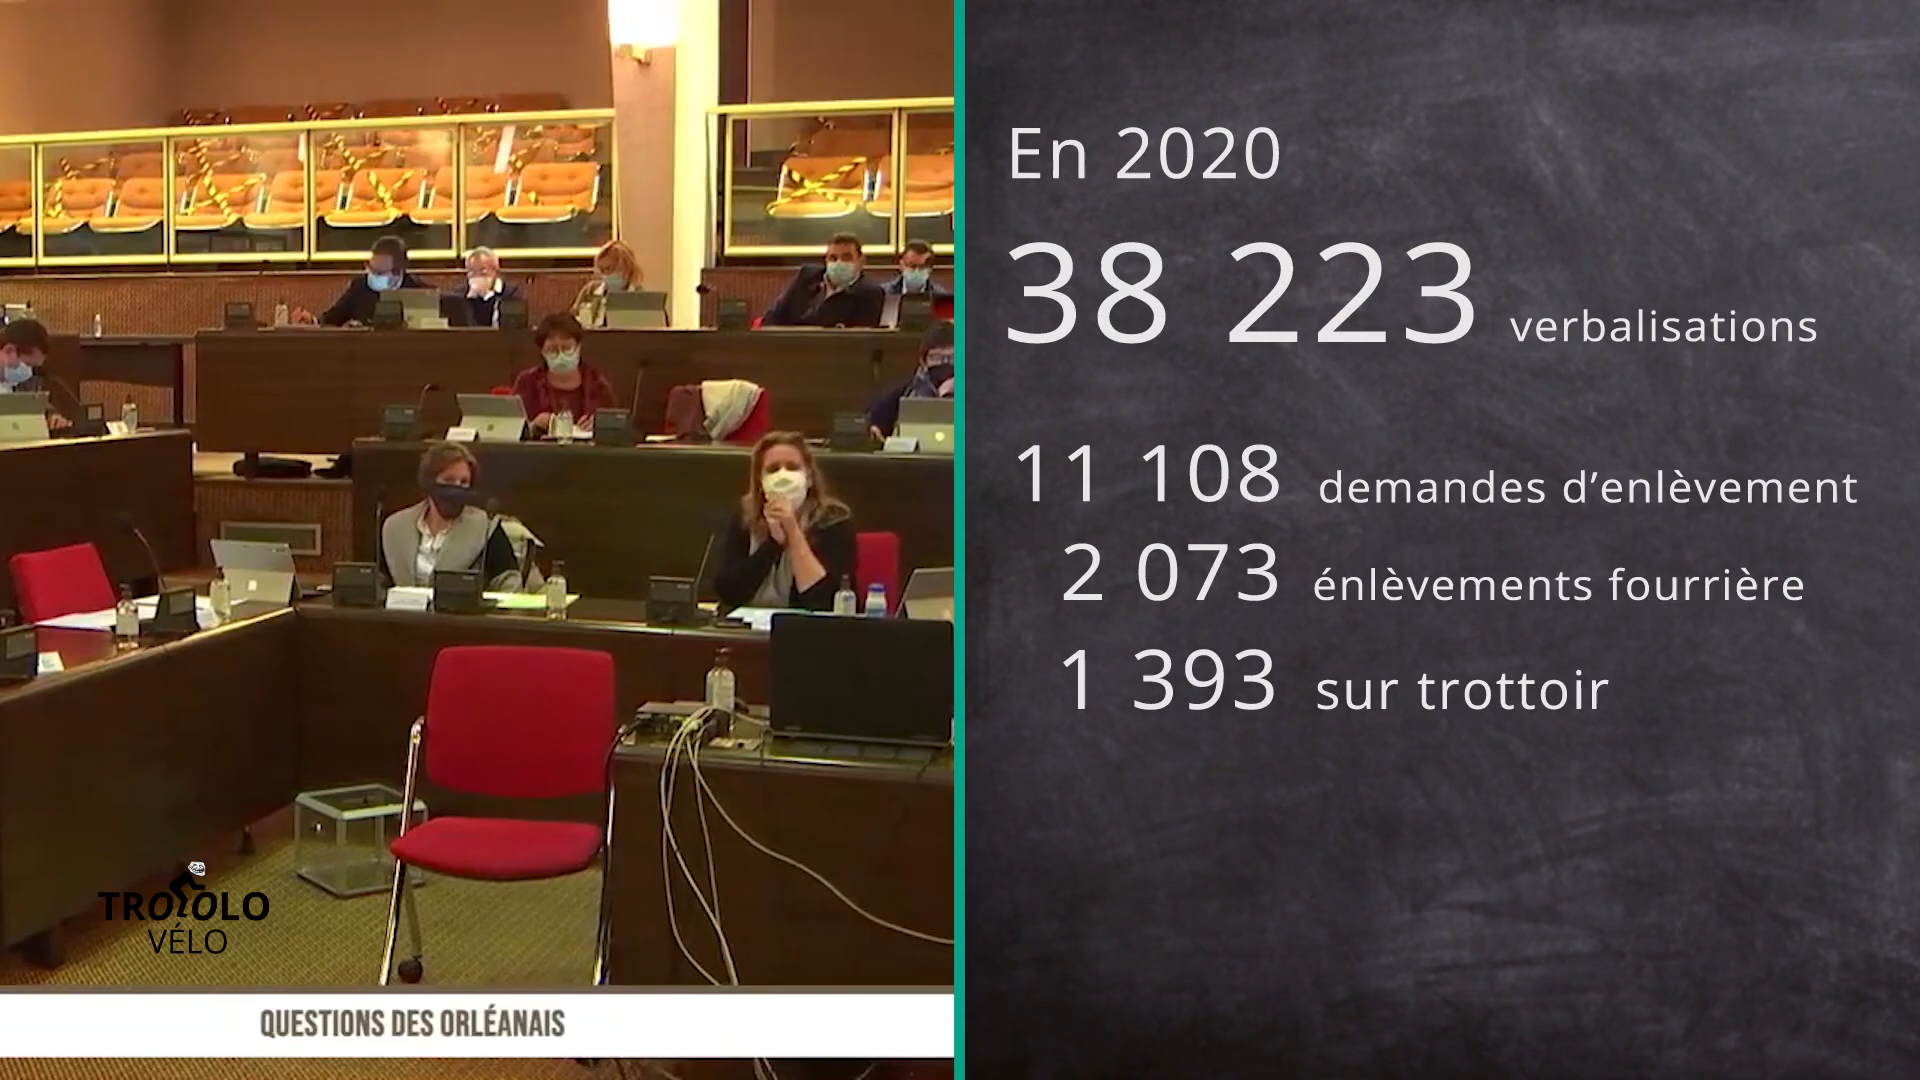 En 2020
38 223 verbalisations
11 108 demandes d’enlèvement
2 073 énlèvements fourrière
1 393 sur trottoir
TROLOLO
VÉLO
QUESTIONS DES ORLÉANAIS